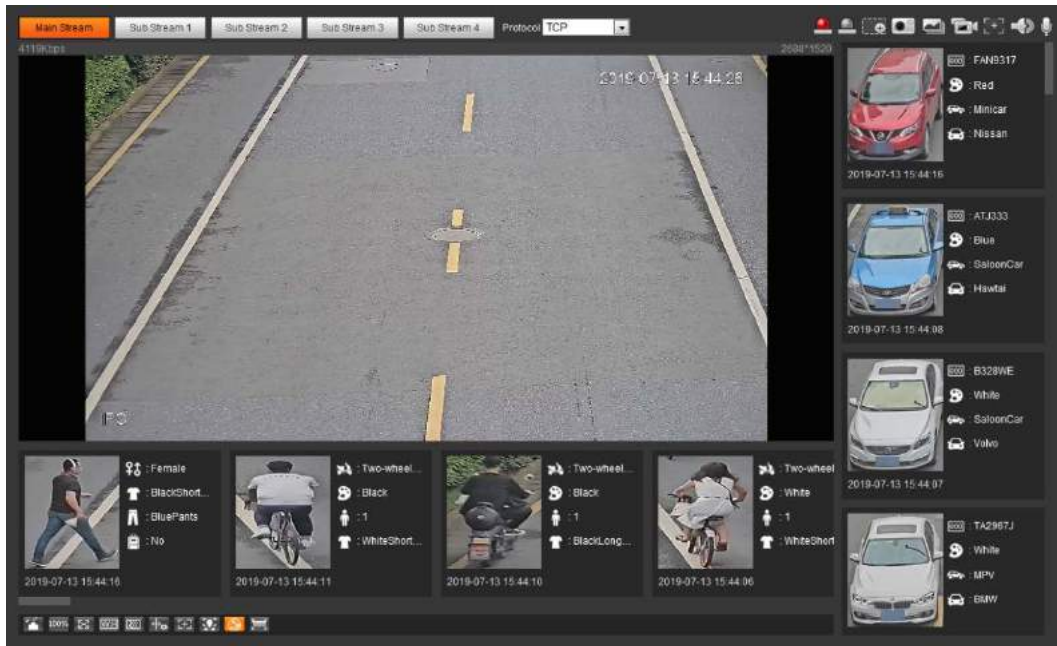 Main Stream
Sub Stream 1
Sub Stream 2
Sub Stream 3
Sub Stream 4
Protocol TCP
4119Kbps
2688*1520
2019-07-13 15:44:26
IPC
FAN9317
: Red
: Minicar
: Nissan
2019-07-13 15:44:16
: ATJ333
: Blue
: SaloonCar
: Hawtai
2019-07-13 15:44:08
: B328WE
: White
: SaloonCar
: Volvo
2019-07-13 15:44:07
: TA2967J
: White
: MPV
: BMW
: Female
: BlackShort...
: BluePants
: No
2019-07-13 15:44:16
: Two-wheel...
: Black
: 1
: WhiteShort...
2019-07-13 15:44:11
: Two-wheel...
: Black
: 1
: BlackLong...
2019-07-13 15:44:10
: Two-wheel
: White
: 1
: WhiteShort
2019-07-13 15:44:06
100%